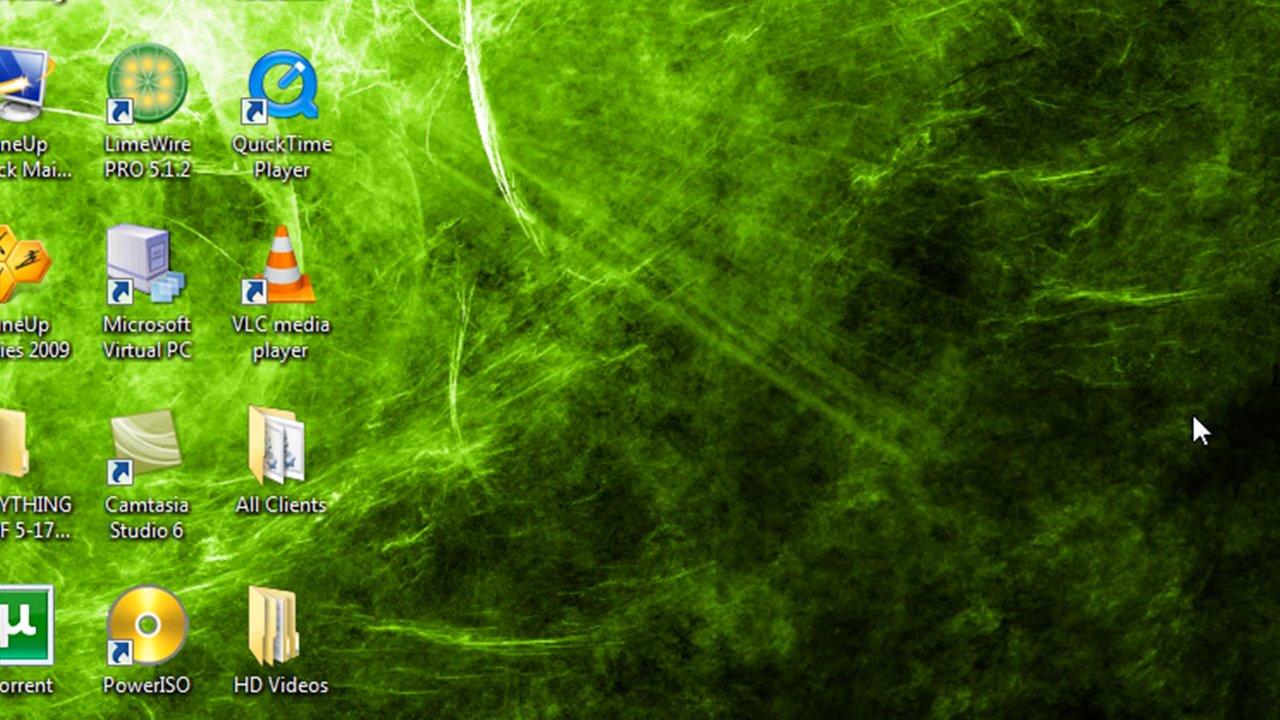 neUp
ck Mai...
LimeWire
PRO 5.1.2
QuickTime
Player
neUp
ies 2009
Microsoft
Virtual PC
VLC media
player
YTHING
F 5-17...
Camtasia
Studio 6
All Clients
µ
orrent
PowerISO
HD Videos